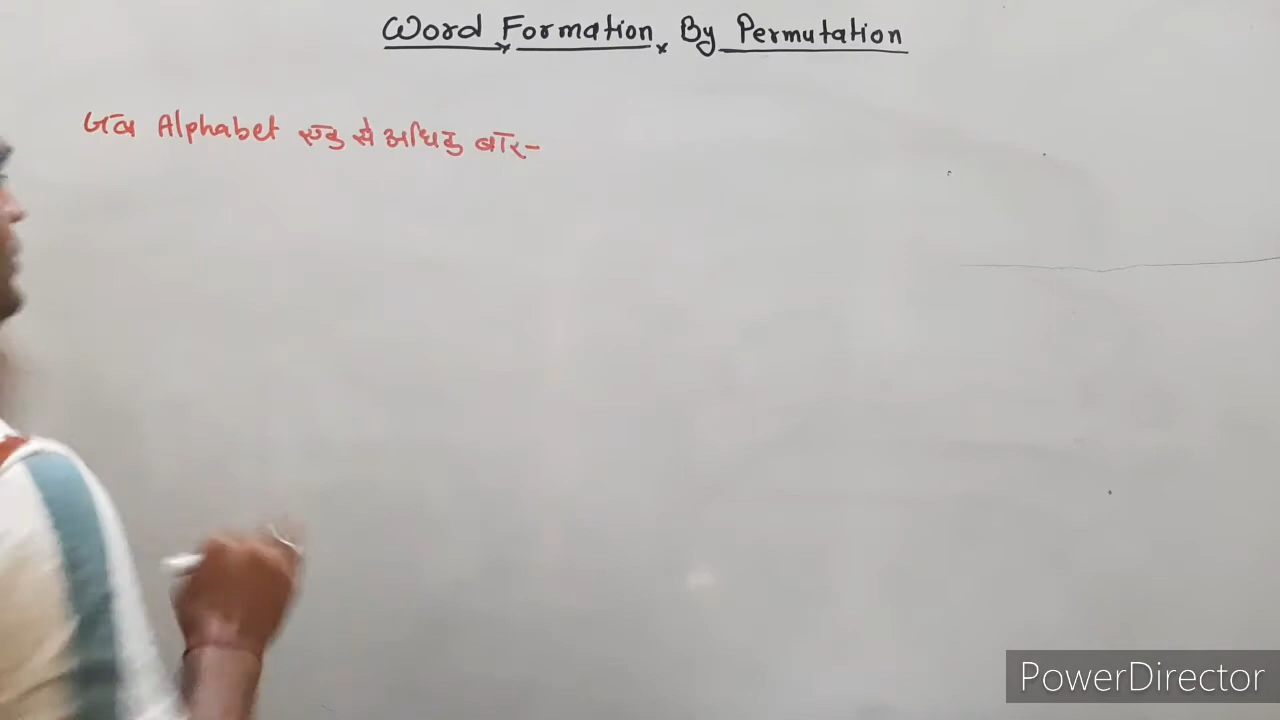 Word Formation By Permutation
जब Alphabet एक से अधिक बार-
PowerDirector